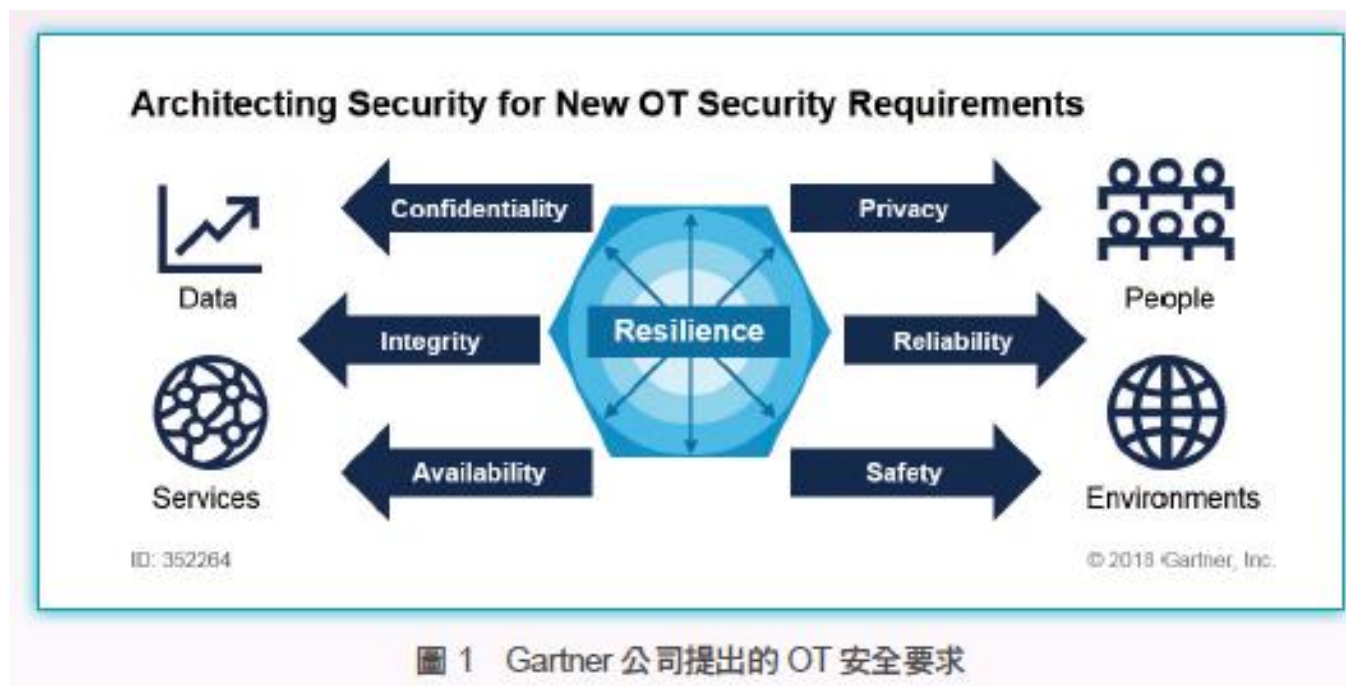 Architecting Security for New OT Security Requirements
Confidentiality
Privacy
Data
People
Integrity
Resilience
Reliability
Availability
Safety
Services
Environments
ID: 352264
© 2018 Gartner, Inc.
圖 1 Gartner 公司提出的 OT 安全要求